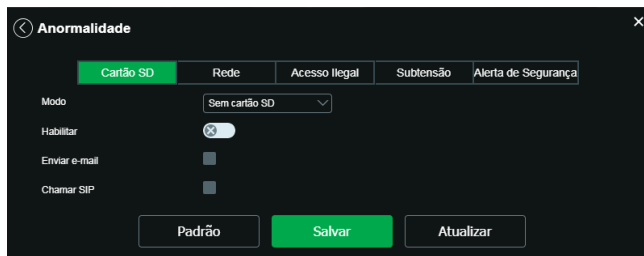 Anormalidade
Cartão SD Rede Acesso Ilegal Subtensão Alerta de Segurança
Modo Sem cartão SD
Habilitar
Enviar e-mail
Chamar SIP
Padrão Salvar Atualizar